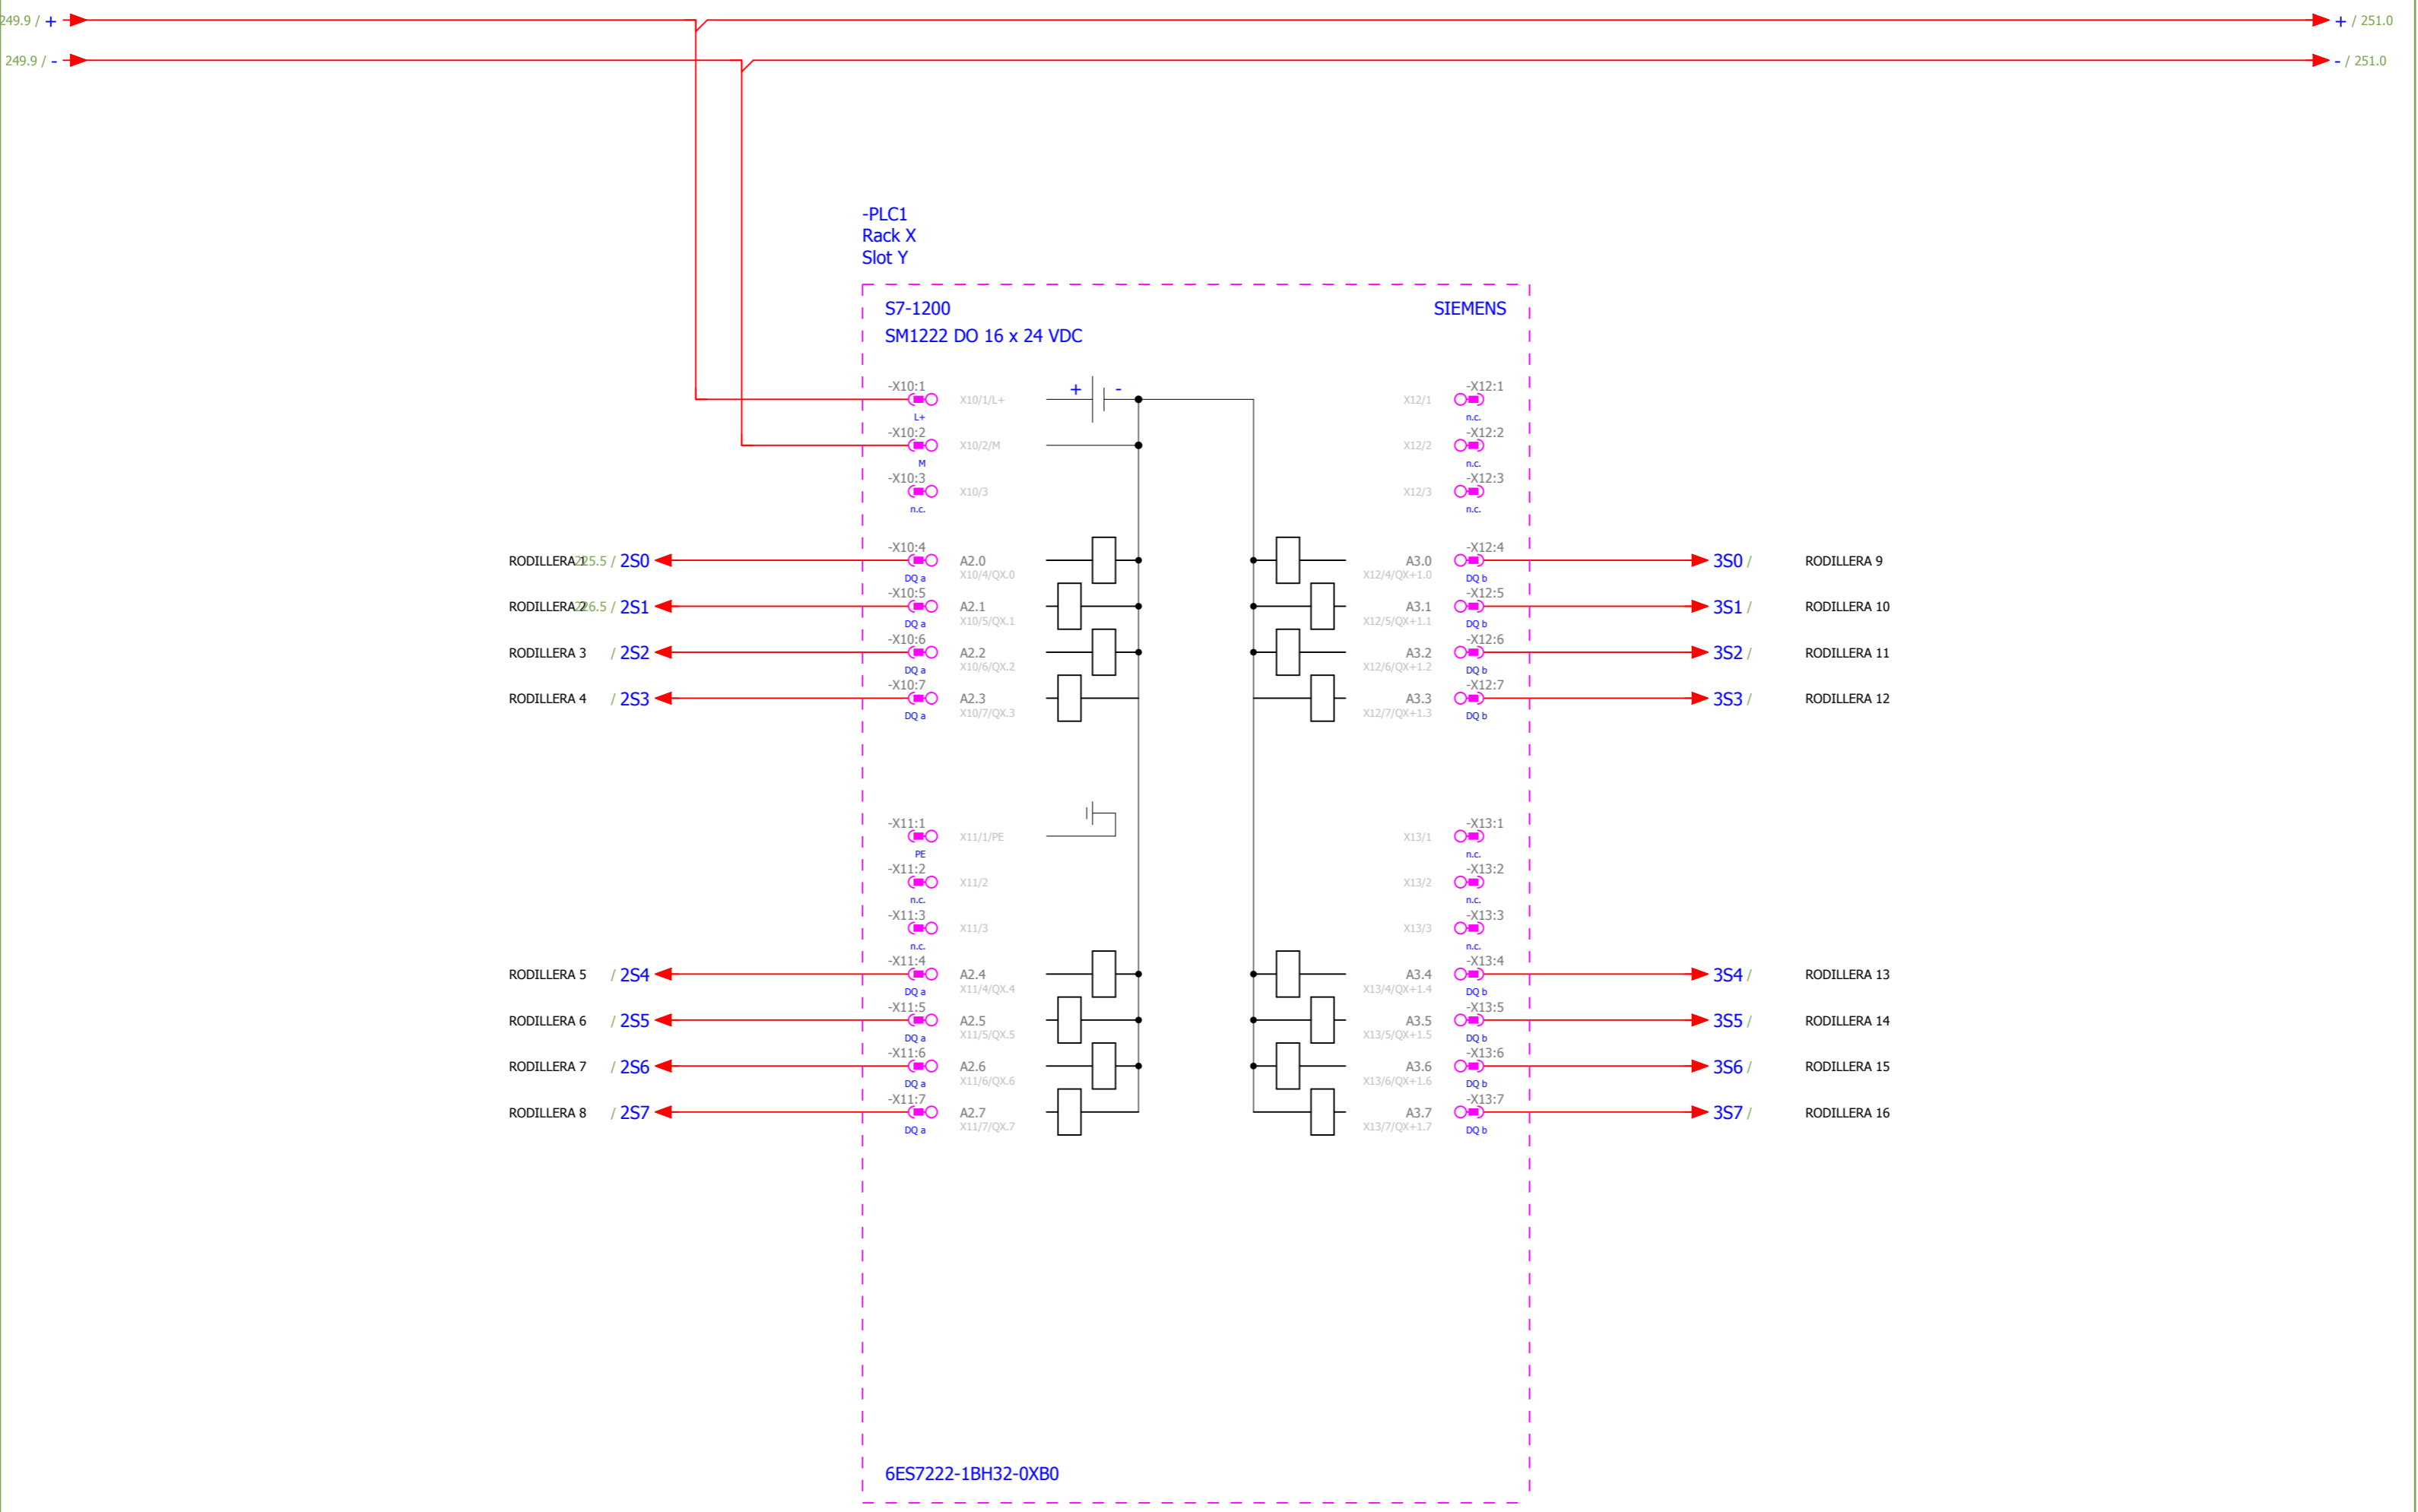 249.9 / + + / 251.0
249.9 / - - / 251.0
-PLC1
Rack X
Slot Y
S7-1200 SIEMENS
SM1222 DO 16 x 24 VDC
+ -
-X10:1 X10/1/L+ X12/1 -X12:1
L+ n.c.
-X10:2 X10/2/M X12/2 -X12:2
M n.c.
-X10:3 X10/3 X12/3 -X12:3
n.c. n.c.
RODILLERA 1 225.5 / 2S0 -X10:4 A2.0 A3.0 -X12:4 3S0 / RODILLERA 9
DQ a X10/4/QX.0 X12/4/QX+1.0 DQ b
RODILLERA 2 226.5 / 2S1 -X10:5 A2.1 A3.1 -X12:5 3S1 / RODILLERA 10
DQ a X10/5/QX.1 X12/5/QX+1.1 DQ b
RODILLERA 3 / 2S2 -X10:6 A2.2 A3.2 -X12:6 3S2 / RODILLERA 11
DQ a X10/6/QX.2 X12/6/QX+1.2 DQ b
RODILLERA 4 / 2S3 -X10:7 A2.3 A3.3 -X12:7 3S3 / RODILLERA 12
DQ a X10/7/QX.3 X12/7/QX+1.3 DQ b
-X11:1 X11/1/PE X13/1 -X13:1
PE n.c.
-X11:2 X11/2 X13/2 -X13:2
n.c. n.c.
-X11:3 X11/3 X13/3 -X13:3
n.c. n.c.
RODILLERA 5 / 2S4 -X11:4 A2.4 A3.4 -X13:4 3S4 / RODILLERA 13
DQ a X11/4/QX.4 X13/4/QX+1.4 DQ b
RODILLERA 6 / 2S5 -X11:5 A2.5 A3.5 -X13:5 3S5 / RODILLERA 14
DQ a X11/5/QX.5 X13/5/QX+1.5 DQ b
RODILLERA 7 / 2S6 -X11:6 A2.6 A3.6 -X13:6 3S6 / RODILLERA 15
DQ a X11/6/QX.6 X13/6/QX+1.6 DQ b
RODILLERA 8 / 2S7 -X11:7 A2.7 A3.7 -X13:7 3S7 / RODILLERA 16
DQ a X11/7/QX.7 X13/7/QX+1.7 DQ b
6ES7222-1BH32-0XB0